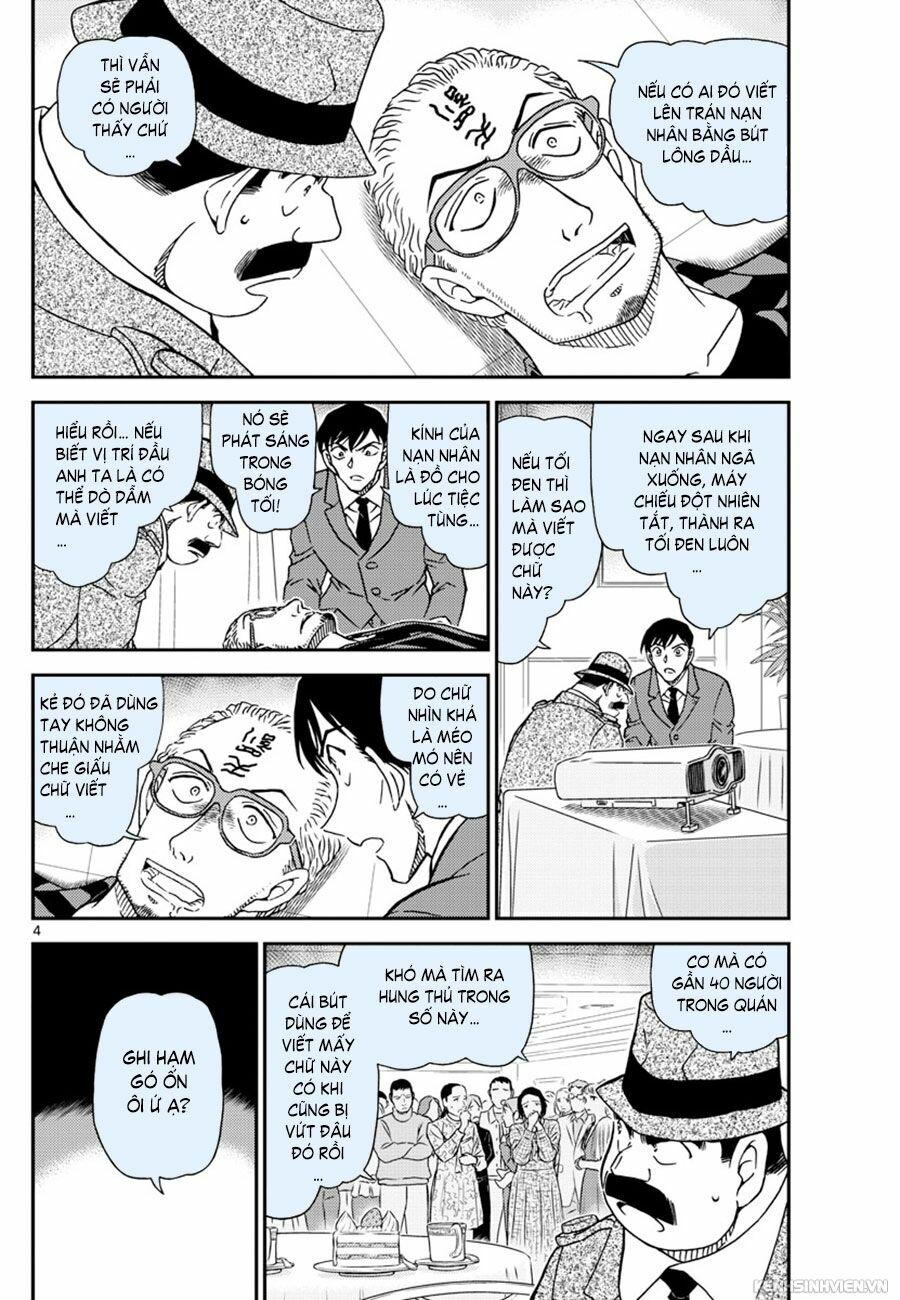 NẾU CÓ AI ĐÓ VIẾT
LÊN TRÁN NẠN
NHÂN BẰNG BÚT
LÔNG DẦU...
THÌ VẨN
SẼ PHẢI
CÓ NGƯỜI
THẤY CHỨ
...
NGAY SAU KHI
NẠN NHÂN NGẢ
XUỐNG, MÁY
CHIẾU ĐỘT NHIÊN
TẮT, THÀNH RA
TỐI ĐEN LUÔN
...
NẾU TỐI
ĐEN THÌ
LÀM SAO
MÀ VIẾT
ĐƯỢC
CHỮ
NÀY?
KÍNH CỦA
NẠN NHÂN
LÀ ĐỒ CHO
LÚC TIỆC
TÙNG...
NÓ SẼ
PHÁT SÁNG
TRONG
BÓNG
TỐI!
HIỂU RỒI... NẾU
BIẾT VỊ TRÍ ĐẦU
ANH TA LÀ CÓ
THỂ DÒ DẪM
MÀ VIẾT
...
DO CHỮ
NHÌN KHÁ
LÀ MÉO
MÓ NÊN
CÓ VẺ
...
KẺ ĐÓ ĐÃ DÙNG
TAY KHÔNG
THUẬN NHẰM
CHE GIẤU
CHỮ VIẾT
...
4
CƠ MÀ CÓ
GẦN 40 NGƯỜI
TRONG QUÁN
...
KHÓ MÀ TÌM RA
HUNG THỦ TRONG
SỐ NÀY...
CÁI BÚT
DÙNG ĐỂ
VIẾT MẤY
CHỮ NÀY
CÓ KHI
CŨNG BỊ
VỨT ĐÂU
ĐÓ RỒI
...
GHI HẠM
GÓ ỔN
ÔI Ứ Ạ?
KENHSINHVIEN.VN